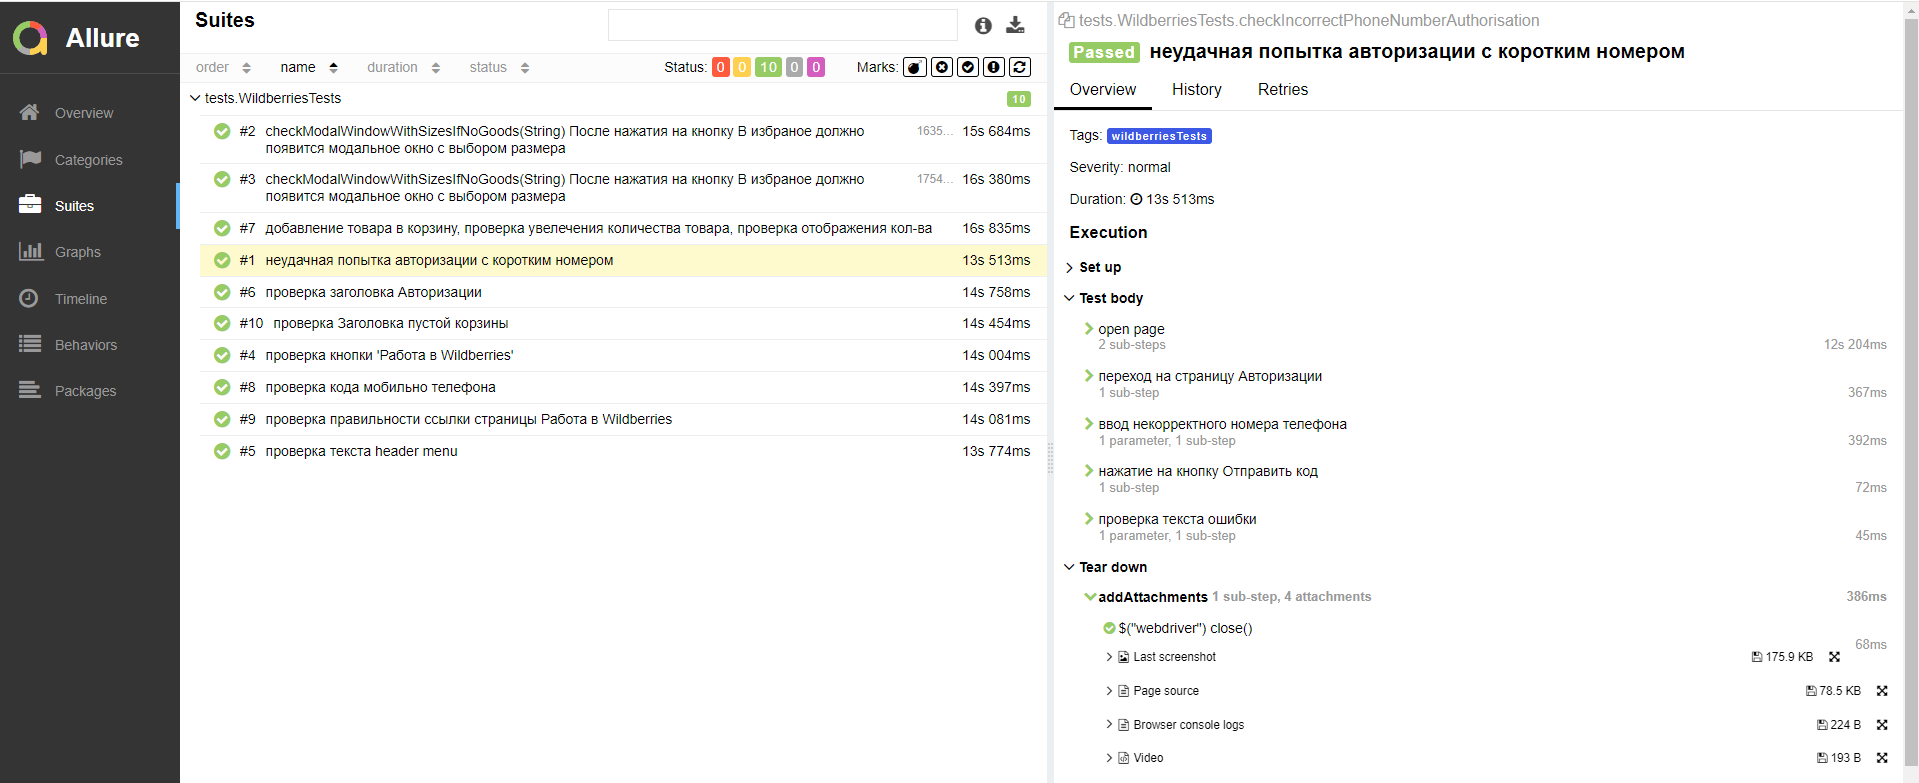 Allure
Overview
Categories
Suites
Graphs
Timeline
Behaviors
Packages
Suites
order name duration status Status: 0 0 10 0 0 Marks:
tests.WildberriesTests 10
#2 checkModalWindowWithSizesIfNoGoods(String) После нажатия на кнопку В избраное должно 1635... 15s 684ms
появится модальное окно с выбором размера
#3 checkModalWindowWithSizesIfNoGoods(String) После нажатия на кнопку В избраное должно 1754... 16s 380ms
появится модальное окно с выбором размера
#7 добавление товара в корзину, проверка увелечения количества товара, проверка отображения кол-ва 16s 835ms
#1 неудачная попытка авторизации с коротким номером 13s 513ms
#6 проверка заголовка Авторизации 14s 758ms
#10 проверка Заголовка пустой корзины 14s 454ms
#4 проверка кнопки 'Работа в Wildberries' 14s 004ms
#8 проверка кода мобильно телефона 14s 397ms
#9 проверка правильности ссылки страницы Работа в Wildberries 14s 081ms
#5 проверка текста header menu 13s 774ms
tests.WildberriesTests.checkIncorrectPhoneNumberAuthorisation
Passed неудачная попытка авторизации с коротким номером
Overview History Retries
Tags: wildberriesTests
Severity: normal
Duration: 13s 513ms
Execution
Set up
Test body
open page
2 sub-steps 12s 204ms
переход на страницу Авторизации
1 sub-step 367ms
ввод некорректного номера телефона
1 parameter, 1 sub-step 392ms
нажатие на кнопку Отправить код
1 sub-step 72ms
проверка текста ошибки
1 parameter, 1 sub-step 45ms
Tear down
addAttachments 1 sub-step, 4 attachments 386ms
$("webdriver") close()
68ms
Last screenshot 175.9 KB
Page source 78.5 KB
Browser console logs 224 B
Video 193 B